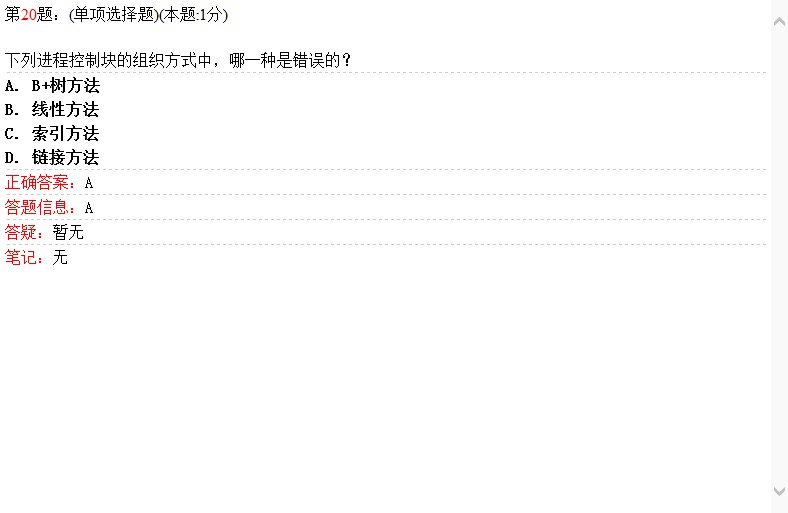 第20题：(单项选择题)(本题:1分)
下列进程控制块的组织方式中，哪一种是错误的?
A. B+树方法
B. 线性方法
C. 索引方法
D. 链接方法
正确答案：A
答题信息：A
答疑：暂无
笔记：无